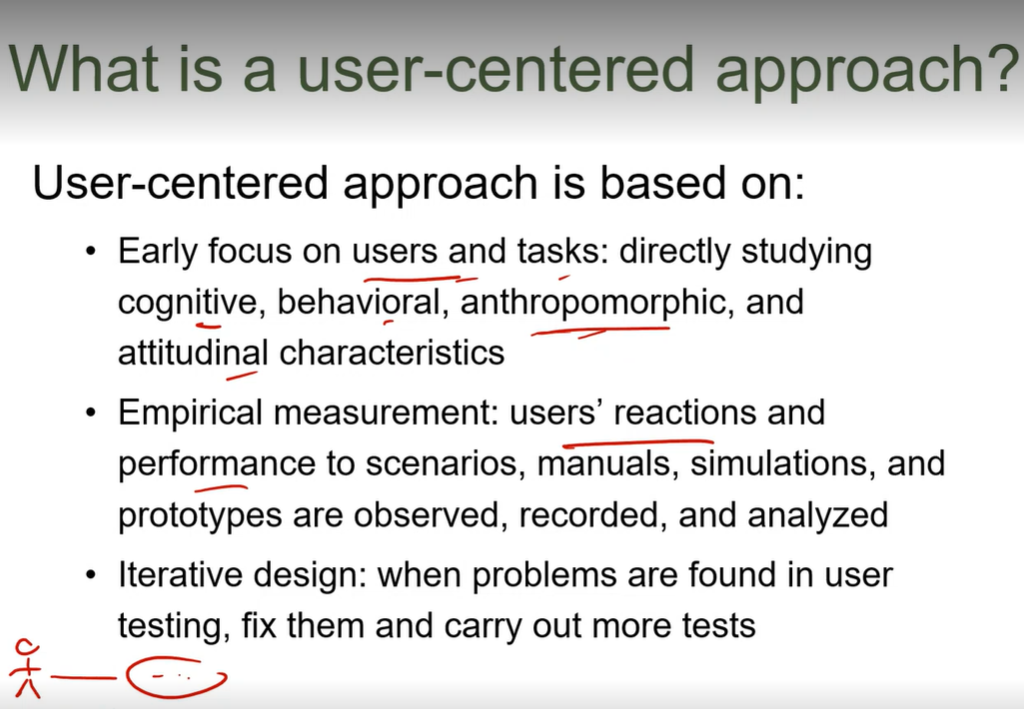 What is a user-centered approach?
User-centered approach is based on:
• Early focus on users and tasks: directly studying
cognitive, behavioral, anthropomorphic, and
attitudinal characteristics
• Empirical measurement: users’ reactions and
performance to scenarios, manuals, simulations, and
prototypes are observed, recorded, and analyzed
• Iterative design: when problems are found in user
testing, fix them and carry out more tests